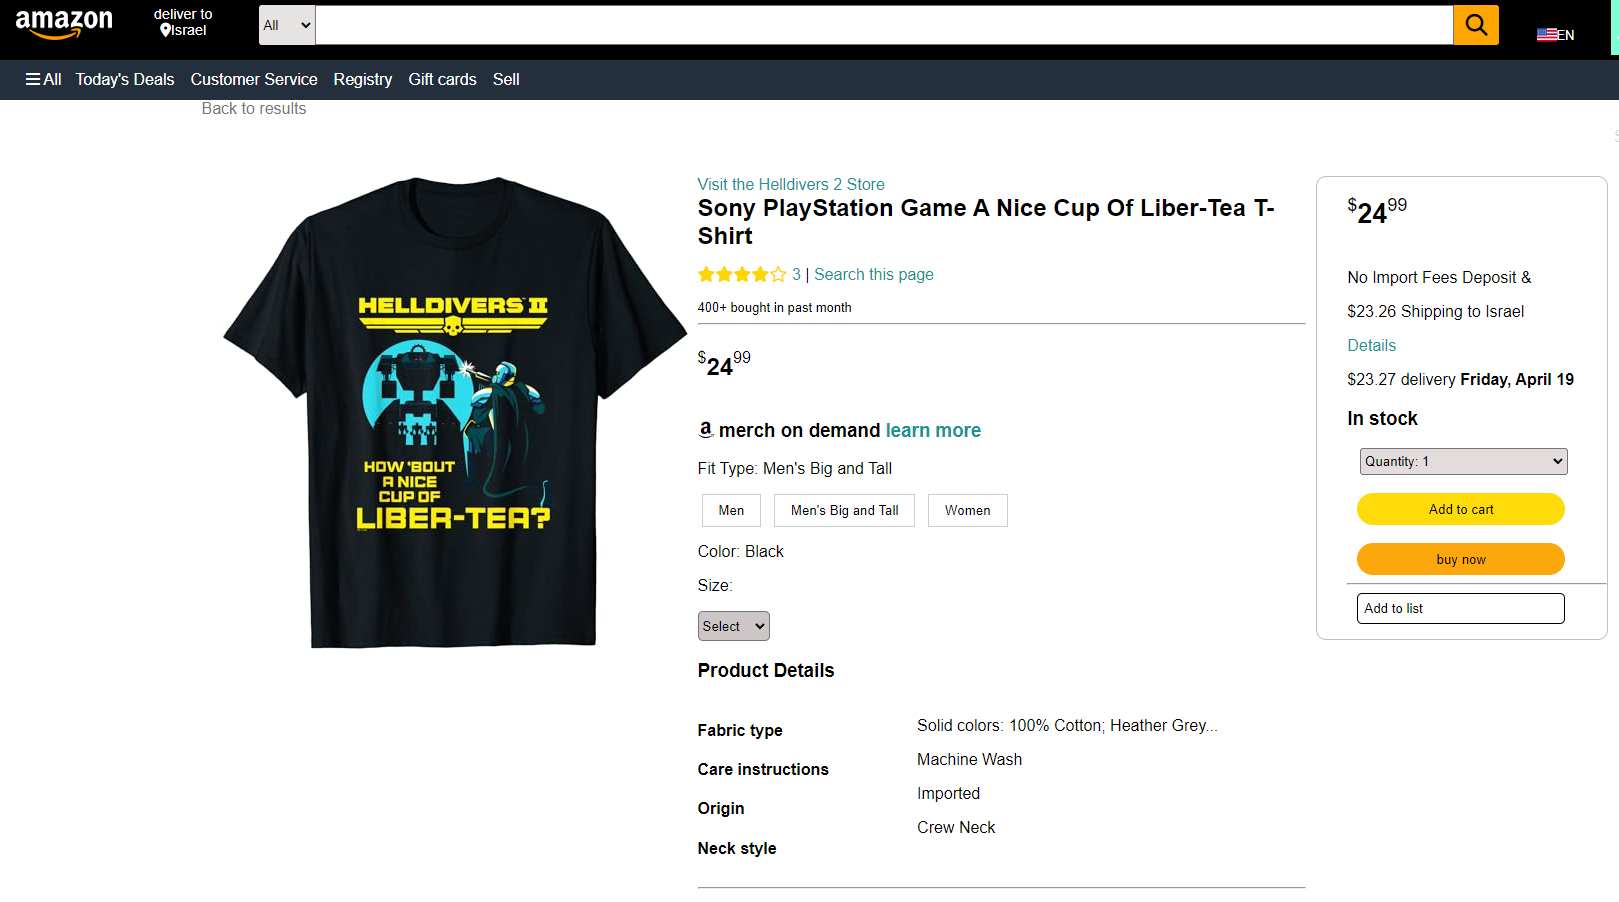 amazon
deliver to
Israel
All
EN
All
Today's Deals
Customer Service
Registry
Gift cards
Sell
Back to results
HELLDIVERS II
HOW 'BOUT
A NICE
CUP OF
LIBER-TEA?
Visit the Helldivers 2 Store
Sony PlayStation Game A Nice Cup Of Liber-Tea T-
Shirt
3 | Search this page
400+ bought in past month
$2499
a merch on demand learn more
Fit Type: Men's Big and Tall
Men
Men's Big and Tall
Women
Color: Black
Size:
Select
Product Details
Fabric type
Solid colors: 100% Cotton; Heather Grey...
Care instructions
Machine Wash
Origin
Imported
Neck style
Crew Neck
$2499
No Import Fees Deposit &
$23.26 Shipping to Israel
Details
$23.27 delivery Friday, April 19
In stock
Quantity: 1
Add to cart
buy now
Add to list